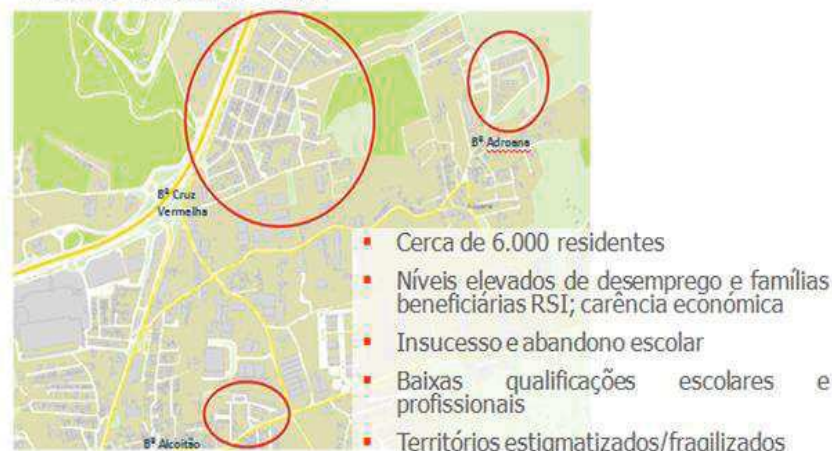 Bº Adroana
Bº Cruz
Vermelha
Cerca de 6.000 residentes
Níveis elevados de desemprego e famílias
beneficiárias RSI; carência económica
Insucesso e abandono escolar
Baixas qualificações escolares e
profissionais
Bº Alcoitão
Territórios estigmatizados/fragilizados